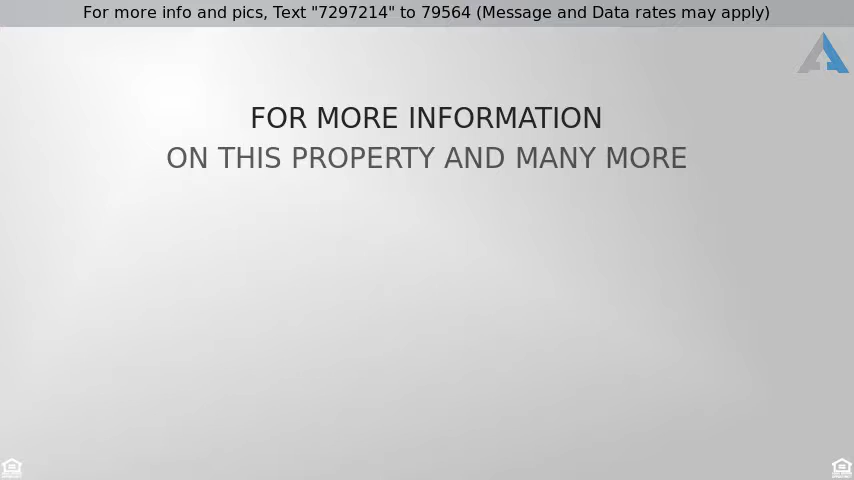 For more info and pics, Text "7297214" to 79564 (Message and Data rates may apply)
FOR MORE INFORMATION
ON THIS PROPERTY AND MANY MORE